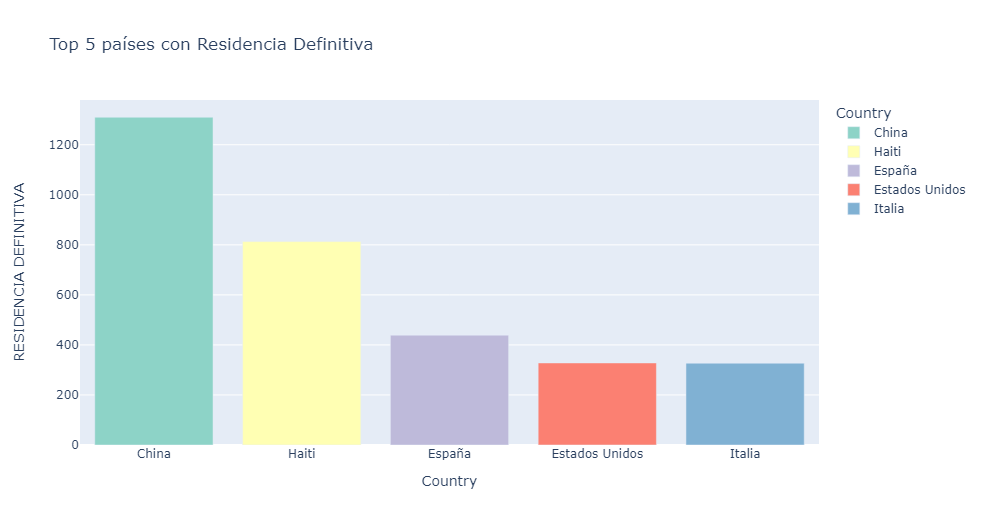 Top 5 países con Residencia Definitiva
RESIDENCIA DEFINITIVA
1200
1000
800
600
400
200
0
China
Haiti
España
Estados Unidos
Italia
Country
Country
China
Haiti
España
Estados Unidos
Italia